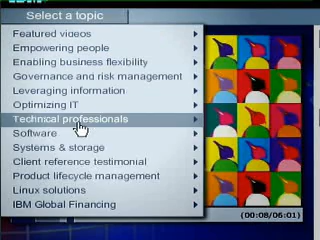 Select a topic
Featured videos
Empowering people
Enabling business flexibility
Governance and risk management
Leveraging information
Optimizing IT
Technical professionals
Software
Systems & storage
Client reference testimonial
Product lifecycle management
Linux solutions
IBM Global Financing
(00:08/06:01)